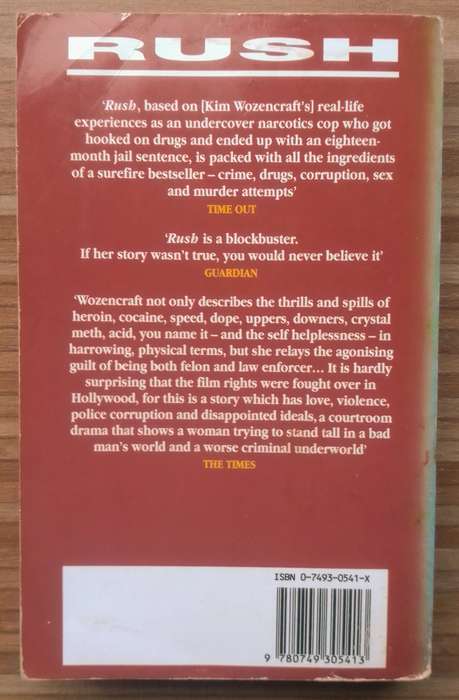 RUSH
‘Rush, based on [Kim Wozencraft's] real-life
experiences as an undercover narcotics cop who got
hooked on drugs and ended up with an eighteen-
month jail sentence, is packed with all the ingredients
of a surefire bestseller – crime, drugs, corruption, sex
and murder attempts’
TIME OUT
‘Rush is a blockbuster.
If her story wasn't true, you would never believe it’
GUARDIAN
‘Wozencraft not only describes the thrills and spills of
heroin, cocaine, speed, dope, uppers, downers, crystal
meth, acid, you name it – and the self helplessness – in
harrowing, physical terms, but she relays the agonising
guilt of being both felon and law enforcer... It is hardly
surprising that the film rights were fought over in
Hollywood, for this is a story which has love, violence,
police corruption and disappointed ideals, a courtroom
drama that shows a woman trying to stand tall in a bad
man's world and a worse criminal underworld’
THE TIMES
ISBN 0-7493-0541-X
9 780749 305413